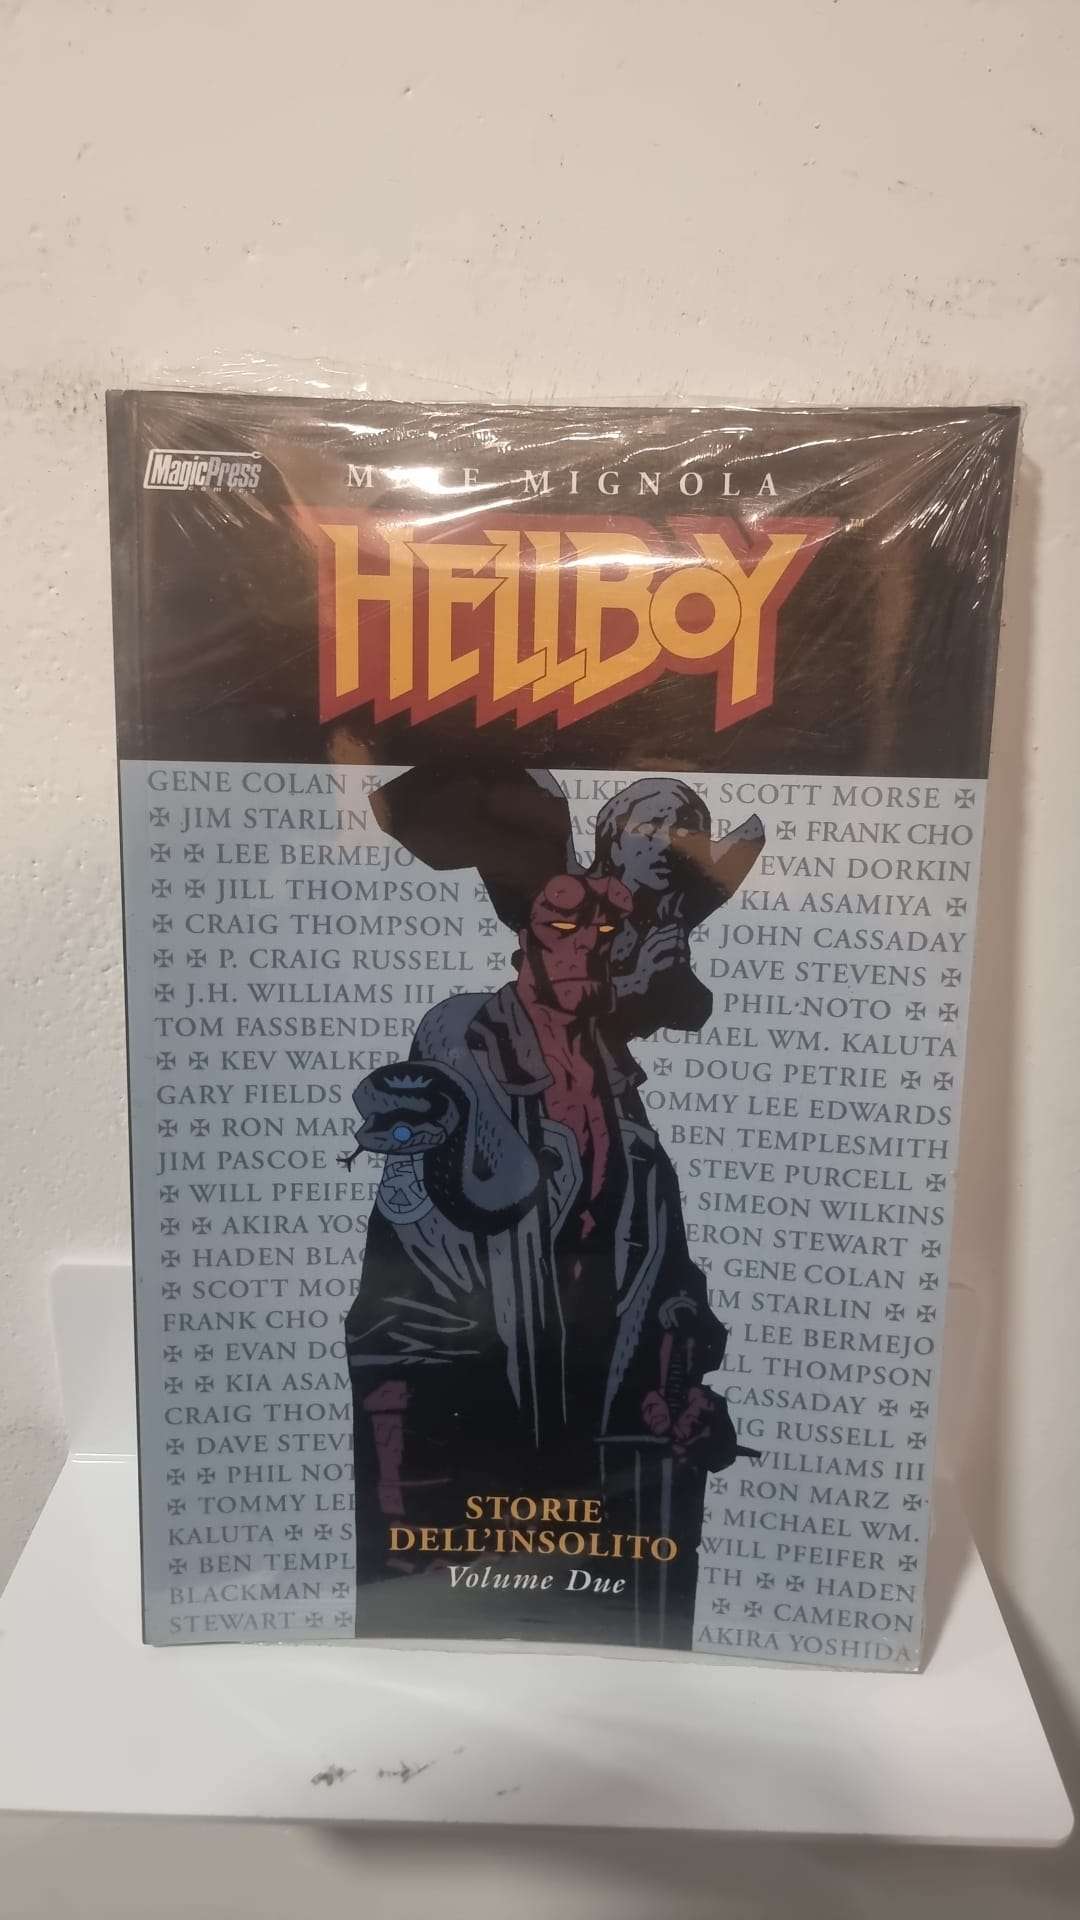 MagicPress
comics
MIGNOLA
HELLBOY
™
GENE COLAN ✠ ✠ SCOTT MORSE ✠
✠ JIM STARLIN ✠ FRANK CHO
✠ ✠ LEE BERMEJO EVAN DORKIN
✠ ✠ JILL THOMPSON ✠ KIA ASAMIYA ✠
✠ CRAIG THOMPSON ✠ ✠ JOHN CASSADAY
✠ ✠ P. CRAIG RUSSELL ✠ DAVE STEVENS ✠
✠ J.H. WILLIAMS III ✠ ✠ PHIL NOTO ✠ ✠
TOM FASSBENDER MICHAEL WM. KALUTA
✠ ✠ KEV WALKER ✠ DOUG PETRIE ✠ ✠
GARY FIELDS TOMMY LEE EDWARDS
✠ ✠ RON MAR BEN TEMPLESMITH
JIM PASCOE ✠ ✠ STEVE PURCELL ✠
✠ WILL PFEIFER SIMEON WILKINS
✠ ✠ AKIRA YOS ERON STEWART ✠
✠ HADEN BLAC ✠ GENE COLAN ✠
✠ SCOTT MOR IM STARLIN ✠ ✠
FRANK CHO ✠ LEE BERMEJO
✠ ✠ EVAN DO LL THOMPSON
✠ ✠ KIA ASAM CASSADAY ✠ ✠
CRAIG THOM IG RUSSELL ✠
✠ DAVE STEV WILLIAMS III
✠ ✠ PHIL NOT ✠ RON MARZ ✠
✠ TOMMY LEE ✠ MICHAEL WM.
KALUTA ✠ ✠ S WILL PFEIFER ✠
✠ BEN TEMPL TH ✠ ✠ HADEN
BLACKMAN ✠ ✠ ✠ CAMERON
STEWART ✠ ✠ AKIRA YOSHIDA
STORIE
DELL'INSOLITO
Volume Due